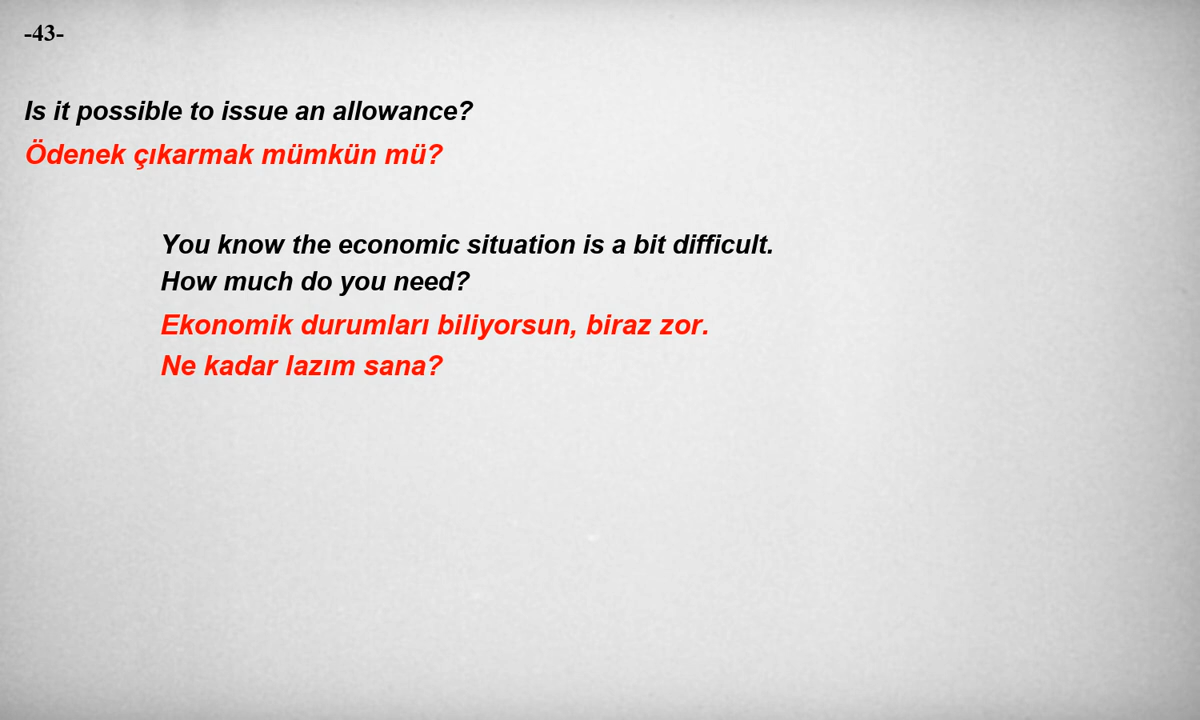 -43-
Is it possible to issue an allowance?
Ödenek çıkarmak mümkün mü?
You know the economic situation is a bit difficult.
How much do you need?
Ekonomik durumları biliyorsun, biraz zor.
Ne kadar lazım sana?